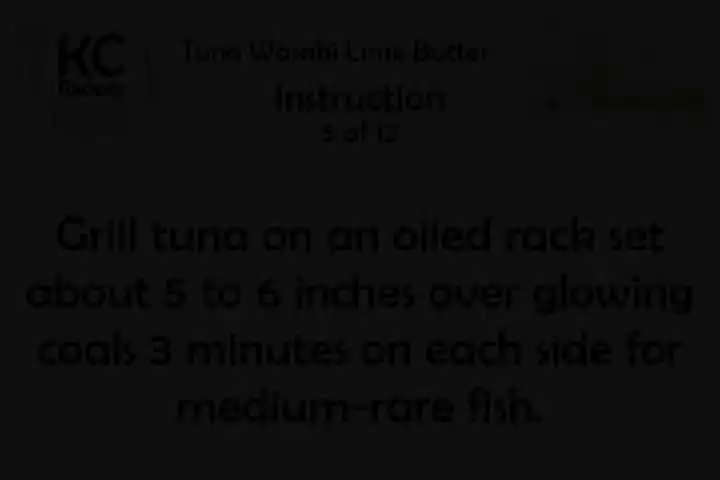 KC
Tuna Wasabi Lime Butter
Instruction
5 of 12
Grill tuna on an oiled rack set
about 5 to 6 inches over glowing
coals 3 minutes on each side for
medium-rare fish.